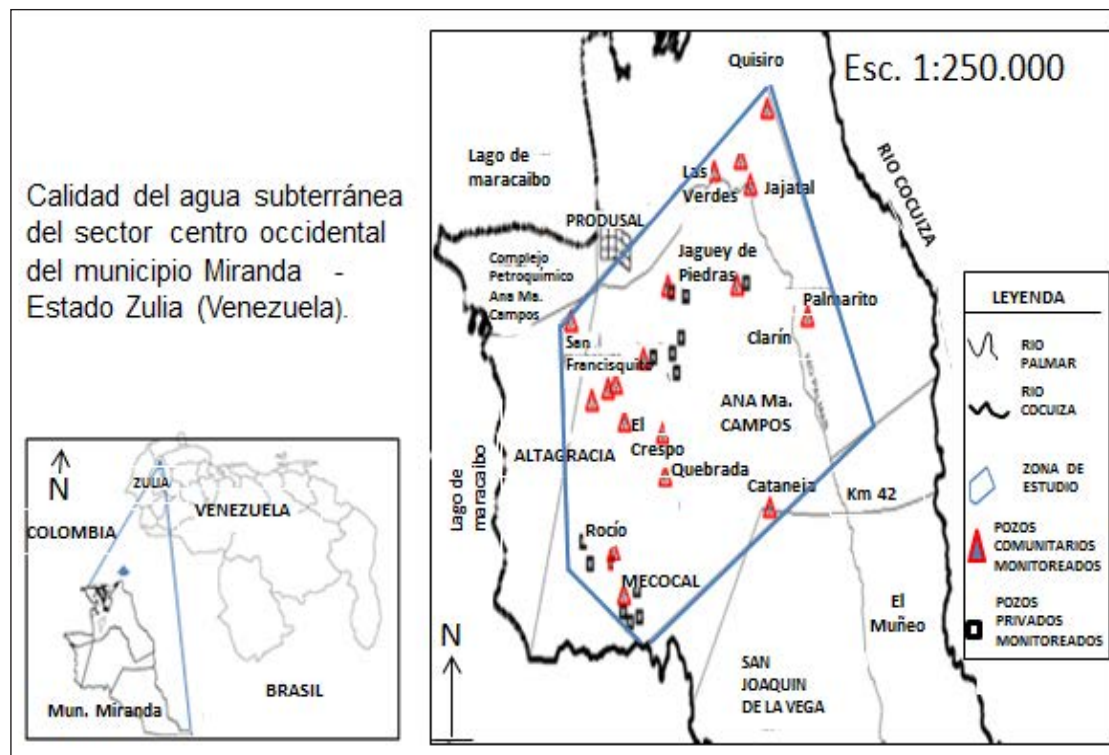 Calidad del agua subterránea
del sector centro occidental
del municipio Miranda -
Estado Zulia (Venezuela).
N
ZULIA
VENEZUELA
COLOMBIA
BRASIL
Mun. Miranda
Esc. 1:250.000
Quisiro
Lago de
maracaibo
RIO COCUIZA
Las
Verdes
Jajatal
PRODUSAL
Complejo
Petroquímico
Ana Ma.
Campos
Jaguey de
Piedras
Palmarito
Clarín
San
Francisquito
ANA Ma.
CAMPOS
El
Crespo
ALTAGRACIA
Quebrada
Lago de
maracaibo
Cataneja
Km 42
Rocío
MECOCAL
El
Muñeo
N
SAN
JOAQUIN
DE LA VEGA
LEYENDA
RIO
PALMAR
RIO
COCUIZA
ZONA DE
ESTUDIO
POZOS
COMUNITARIOS
MONITOREADOS
POZOS
PRIVADOS
MONITOREADOS